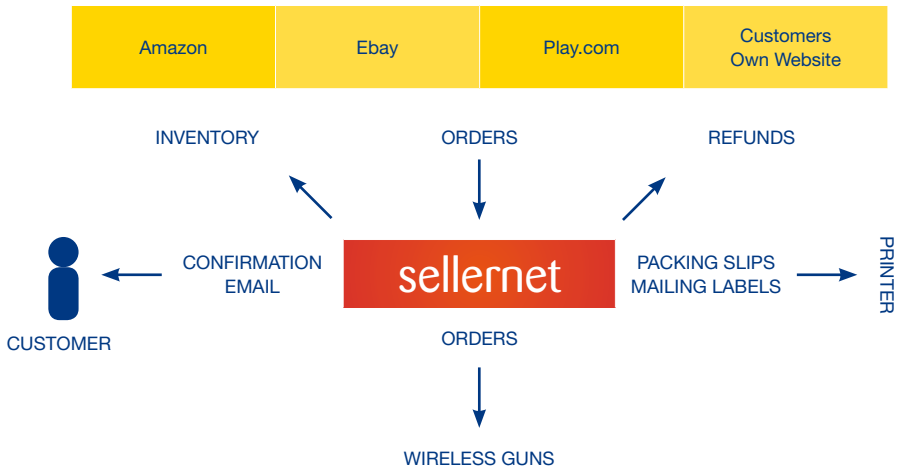 Amazon
Ebay
Play.com
Customers
Own Website
INVENTORY
ORDERS
REFUNDS
CUSTOMER
CONFIRMATION
EMAIL
sellernet
PACKING SLIPS
MAILING LABELS
PRINTER
ORDERS
WIRELESS GUNS